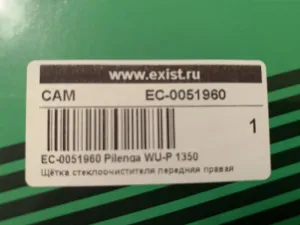 www.exist.ru
CAM EC-0051960
1
EC-0051960 Pilenga WU-P 1350
Щётка стеклоочистителя передняя правая